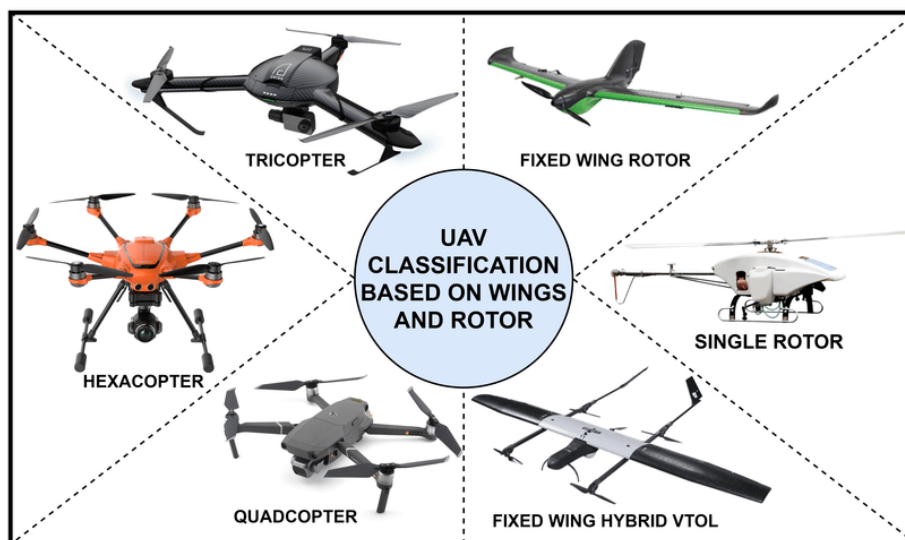 TRICOPTER
FIXED WING ROTOR
UAV
CLASSIFICATION
BASED ON WINGS
AND ROTOR
HEXACOPTER
SINGLE ROTOR
QUADCOPTER
FIXED WING HYBRID VTOL